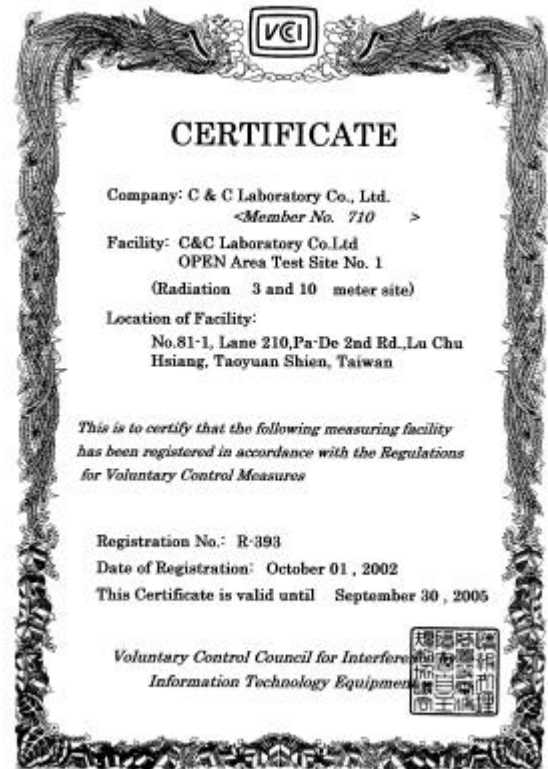 VCCI
CERTIFICATE
Company: C & C Laboratory Co., Ltd.
<Member No. 710 >
Facility: C&C Laboratory Co.Ltd
OPEN Area Test Site No. 1
(Radiation 3 and 10 meter site)
Location of Facility:
No.81-1, Lane 210,Pa-De 2nd Rd.,Lu Chu
Hsiang, Taoyuan Shien, Taiwan
This is to certify that the following measuring facility
has been registered in accordance with the Regulations
for Voluntary Control Measures
Registration No.: R-393
Date of Registration: October 01 , 2002
This Certificate is valid until September 30 , 2005
Voluntary Control Council for
Information Technology Equipment